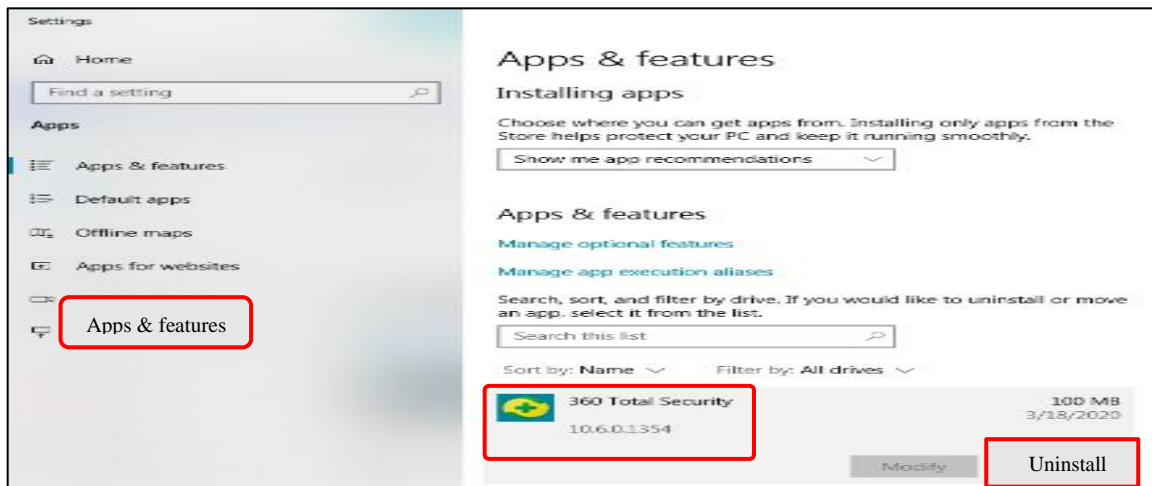 Settings
Home
Find a setting
Apps
Apps & features
Default apps
Offline maps
Apps for websites
Apps & features
Apps & features
Installing apps
Choose where you can get apps from. Installing only apps from the
Store helps protect your PC and keep it running smoothly.
Show me app recommendations
Apps & features
Manage optional features
Manage app execution aliases
Search, sort, and filter by drive. If you would like to uninstall or move
an app, select it from the list.
Search this list
Sort by: Name Filter by: All drives
360 Total Security 100 MB
10.6.0.1354 3/18/2020
Modify Uninstall